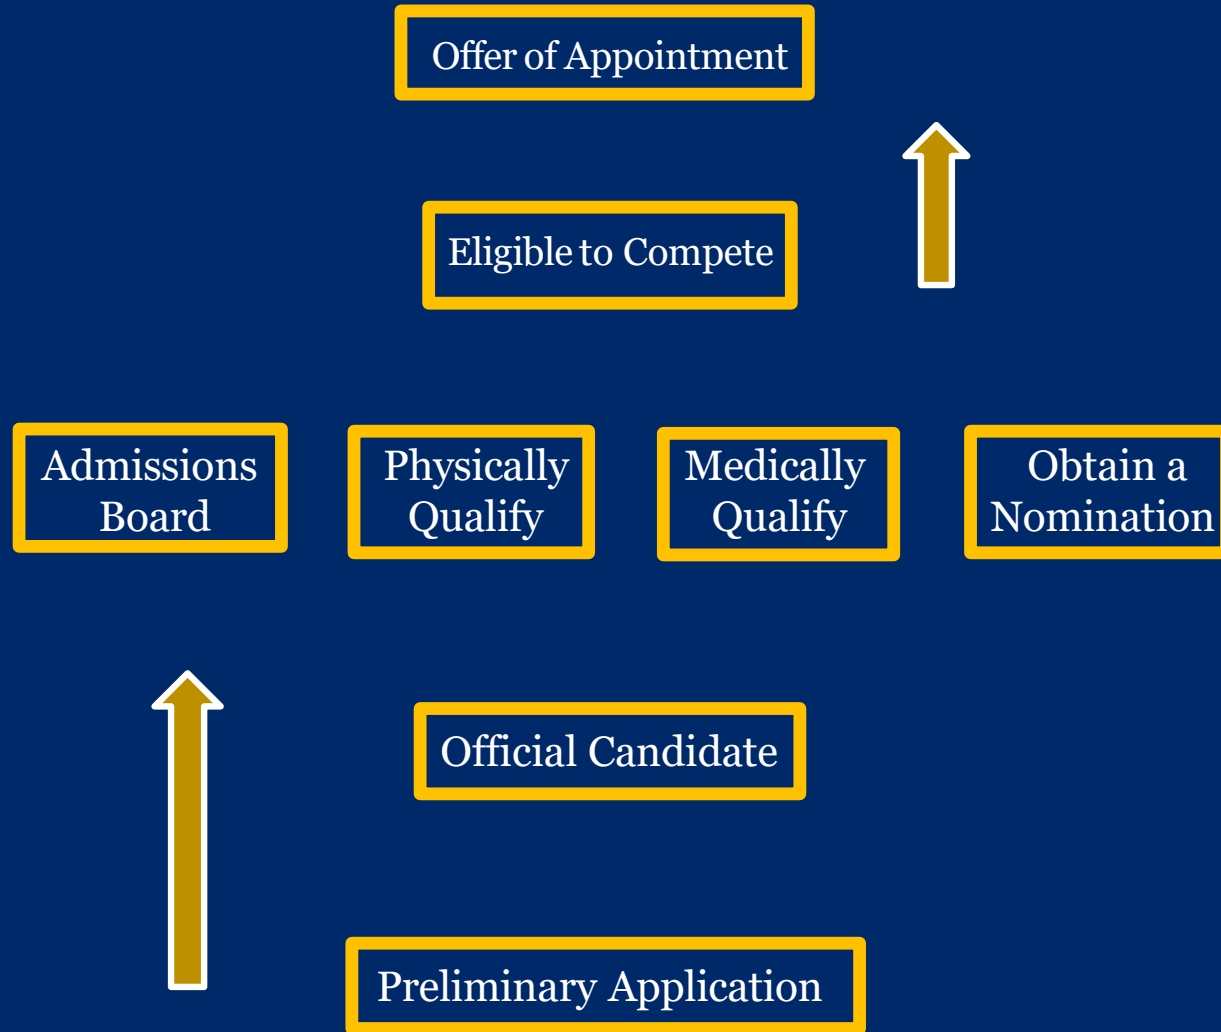 Offer of Appointment
Eligible to Compete
Admissions
Board
Physically
Qualify
Medically
Qualify
Obtain a
Nomination
Official Candidate
Preliminary Application